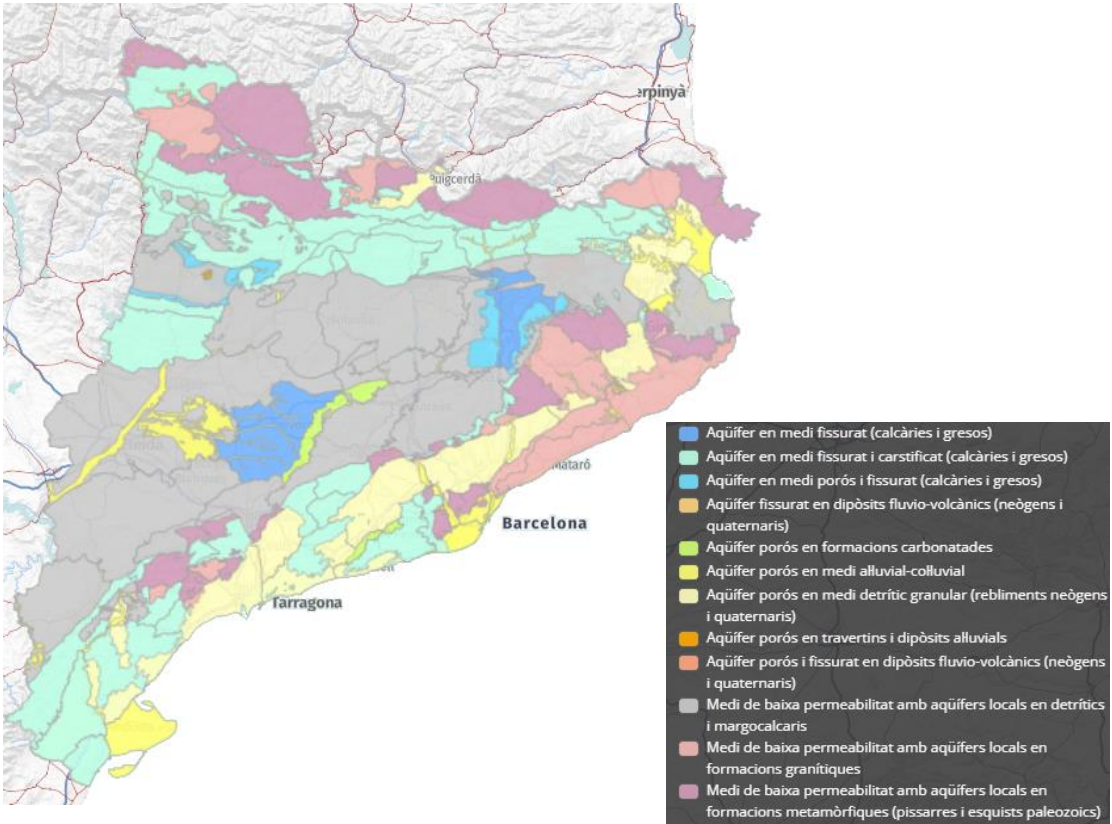 erpinyà
Puigcerdà
Mataró
Barcelona
Tarragona
Aqüífer en medi fissurat (calcàries i gresos)
Aqüífer en medi fissurat i carstificat (calcàries i gresos)
Aqüífer en medi porós i fissurat (calcàries i gresos)
Aqüífer fissurat en dipòsits fluvio-volcànics (neògens i
quaternaris)
Aqüífer porós en formacions carbonatades
Aqüífer porós en medi al·luvial-col·luvial
Aqüífer porós en medi detrític granular (rebliments neògens
i quaternaris)
Aqüífer porós en travertins i dipòsits al·luvials
Aqüífer porós i fissurat en dipòsits fluvio-volcànics (neògens
i quaternaris)
Medi de baixa permeabilitat amb aqüífers locals en detrítics
i margocalcaris
Medi de baixa permeabilitat amb aqüífers locals en
formacions granítiques
Medi de baixa permeabilitat amb aqüífers locals en
formacions metamòrfiques (pissarres i esquists paleozoics)